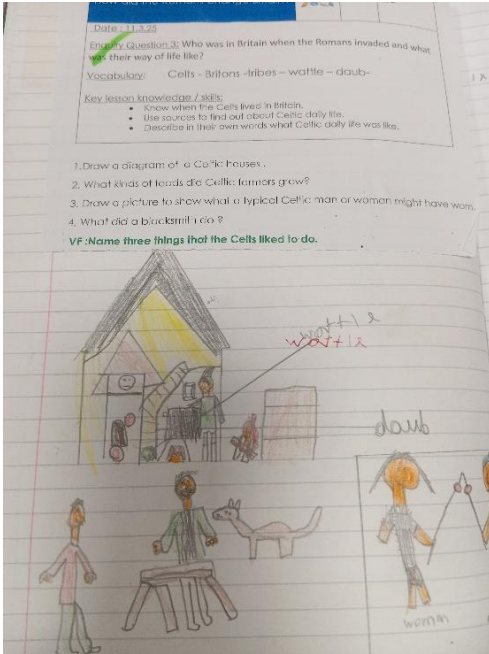 Date: 11.3.25
Enquiry Question 3: Who was in Britain when the Romans invaded and what
was their way of life like?
Vocabulary: Celts - Britons -tribes – wattle – daub-
Key lesson knowledge / skills:
• Know when the Celts lived in Britain.
• Use sources to find out about Celtic daily life.
• Describe in their own words what Celtic daily life was like.
1.Draw a diagram of a Celtic houses.
2. What kinds of foods did Celtic farmers grow?
3. Draw a picture to show what a typical Celtic man or woman might have worn.
4. What did a blacksmith do?
VF:Name three things that the Celts liked to do.
wattle
wattle
daub
woman